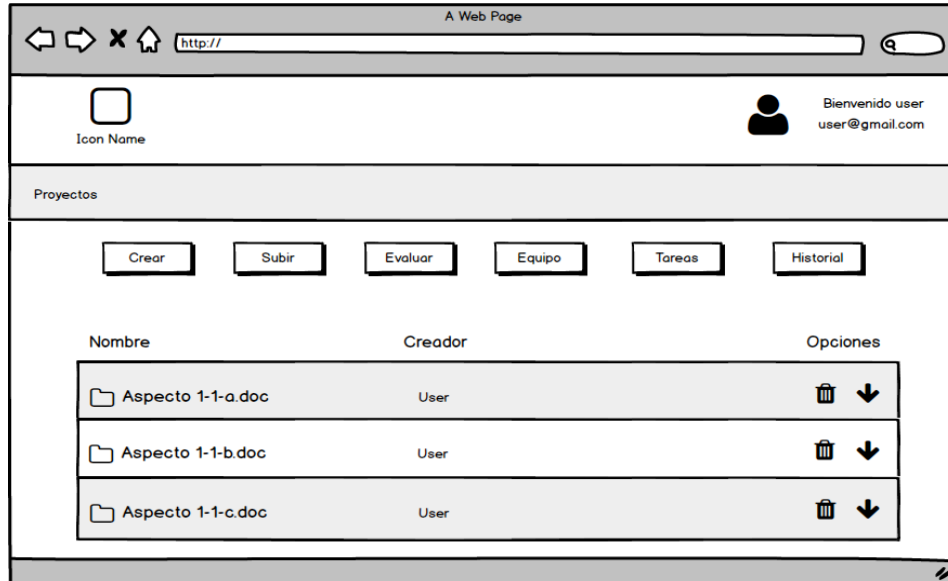 A Web Page
http://
Icon Name
Bienvenido user
user@gmail.com
Proyectos
Crear Subir Evaluar Equipo Tareas Historial
Nombre Creador Opciones
Aspecto 1-1-a.doc User
Aspecto 1-1-b.doc User
Aspecto 1-1-c.doc User